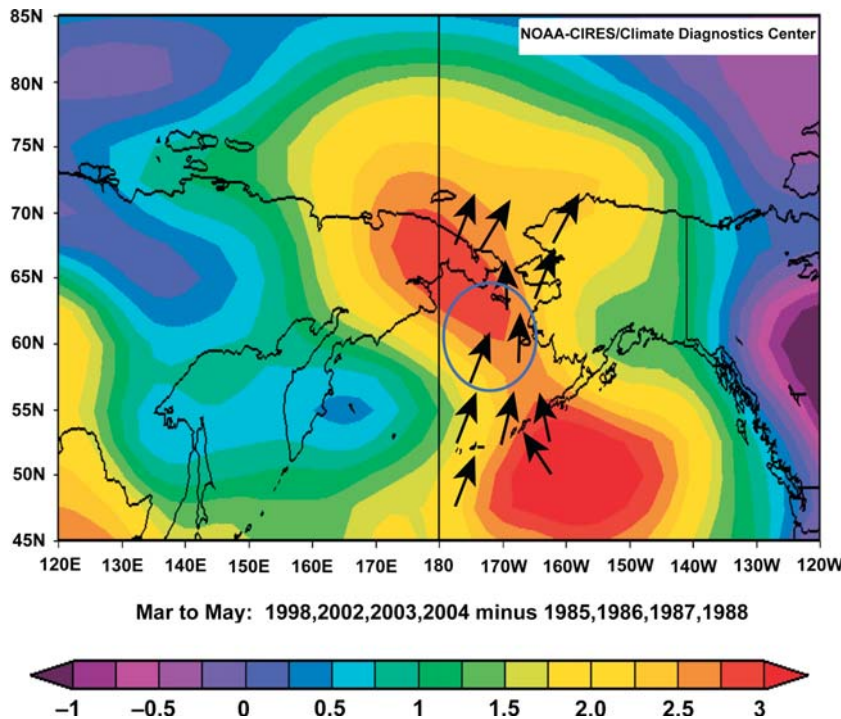 NOAA-CIRES/Climate Diagnostics Center
85N
80N
75N
70N
65N
60N
55N
50N
45N
120E 130E 140E 150E 160E 170E 180 170W 160W 150W 140W 130W 120W
Mar to May: 1998,2002,2003,2004 minus 1985,1986,1987,1988
–1 –0.5 0 0.5 1 1.5 2.0 2.5 3